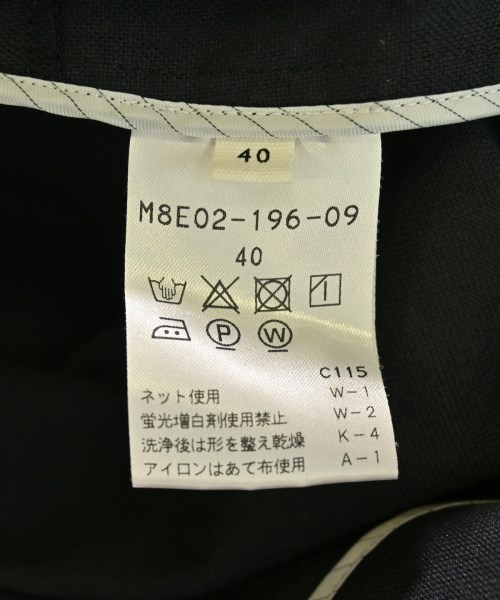 40
M8E02-196-09
40
P W
C115
ネット使用 W-1
蛍光増白剤使用禁止 W-2
洗浄後は形を整え乾燥 K-4
アイロンはあて布使用 A-1